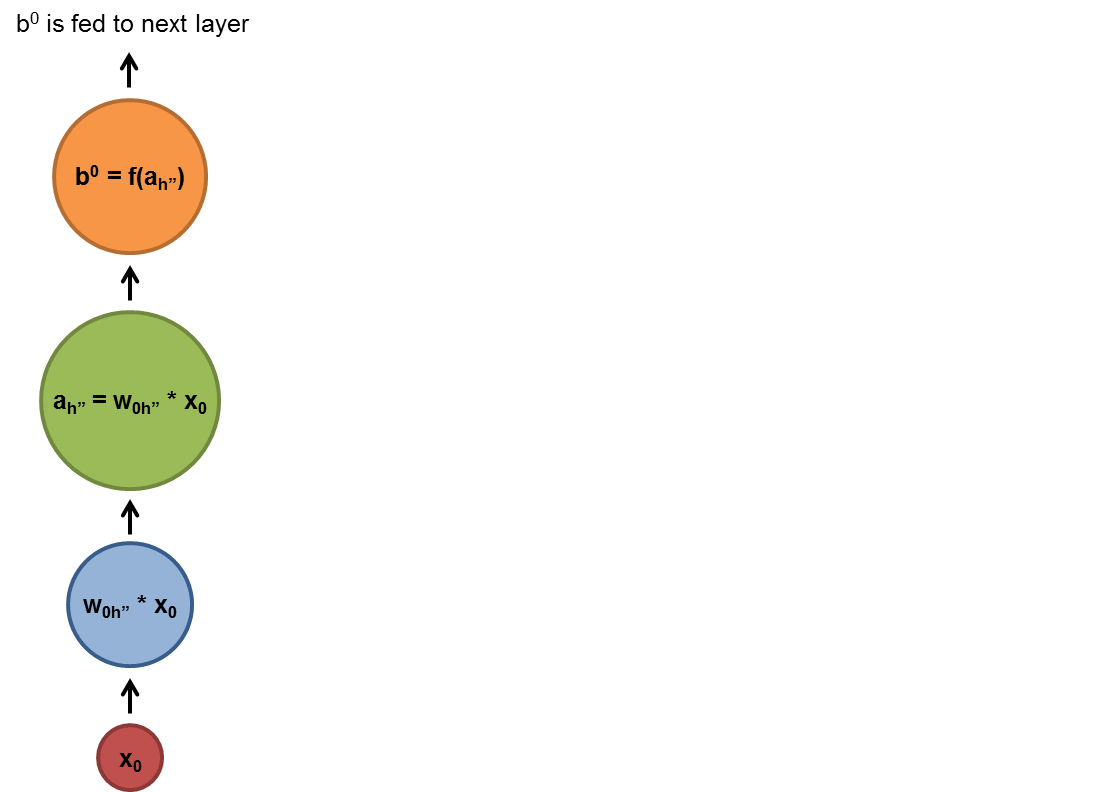 b⁰ is fed to next layer
b⁰ = f(aₕ”)
aₕ” = w₀ₕ” * x₀
w₀ₕ” * x₀
x₀